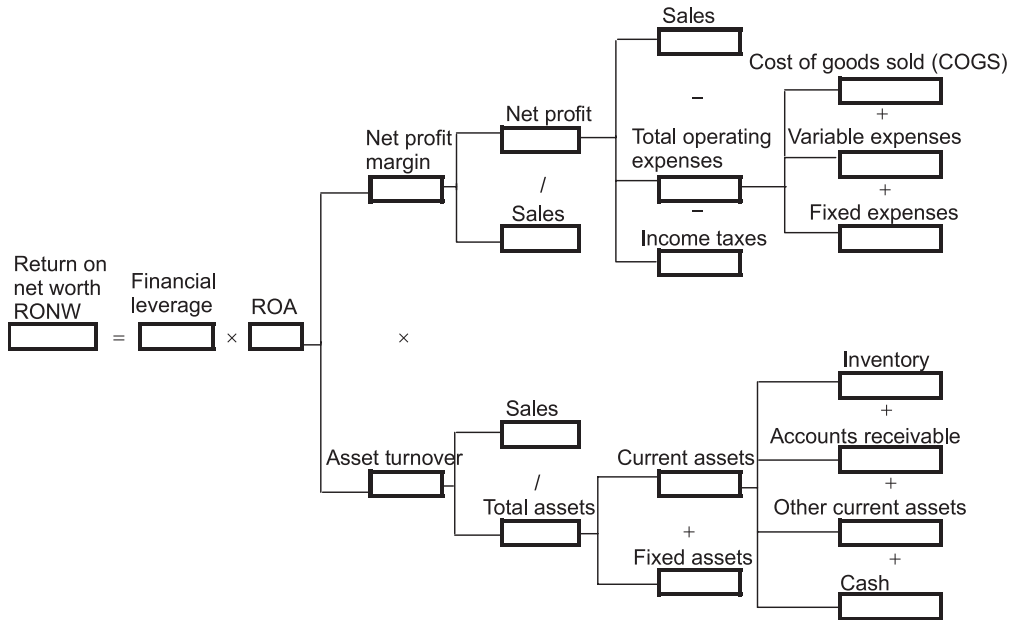 Sales
Cost of goods sold (COGS)
–
+
Net profit
Net profit
margin
Total operating
expenses
Variable expenses
/
+
–
Sales
Fixed expenses
Income taxes
Return on
net worth
RONW
Financial
leverage
ROA
=
×
×
Inventory
+
Sales
Accounts receivable
Asset turnover
Current assets
/
+
Total assets
Other current assets
+
+
Fixed assets
Cash